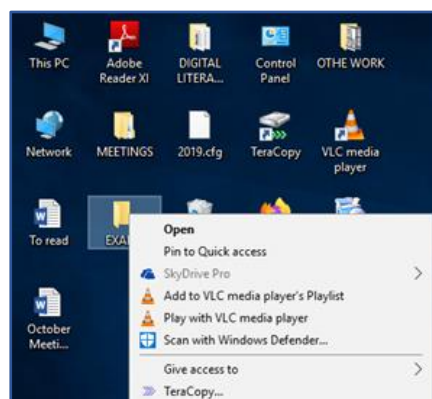 This PC
Adobe
Reader XI
DIGITAL
LITERA...
Control
Panel
OTHE WORK
Network
MEETINGS
2019.cfg
TeraCopy
VLC media
player
To read
EXA
October
Meeti...
Open
Pin to Quick access
SkyDrive Pro
Add to VLC media player's Playlist
Play with VLC media player
Scan with Windows Defender...
Give access to
TeraCopy...